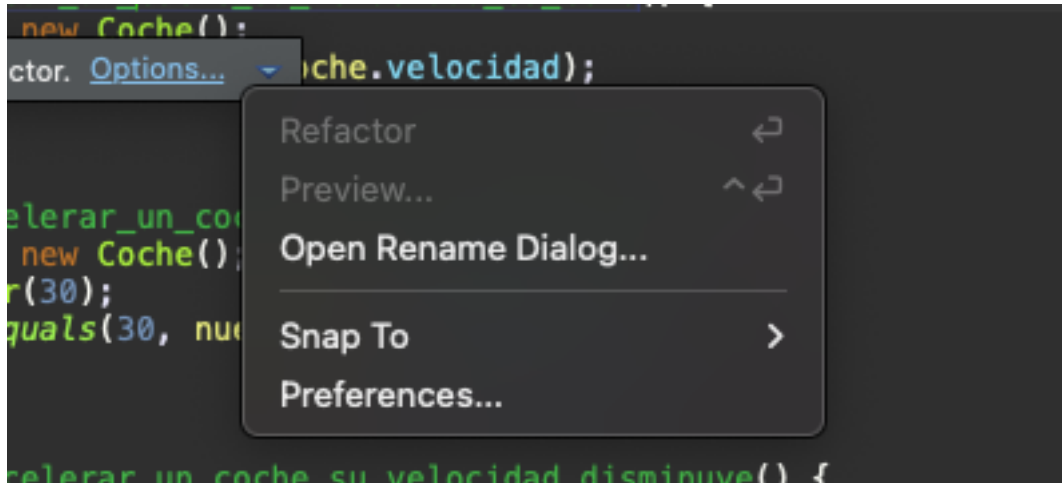 new Coche();
ctor. Options... oche.velocidad);
Refactor
Preview...
elerar_un_co
new Coche();
Open Rename Dialog...
r(30);
quals(30, nue
Snap To
Preferences...
celerar_un_coche_su_velocidad_disminuye() {